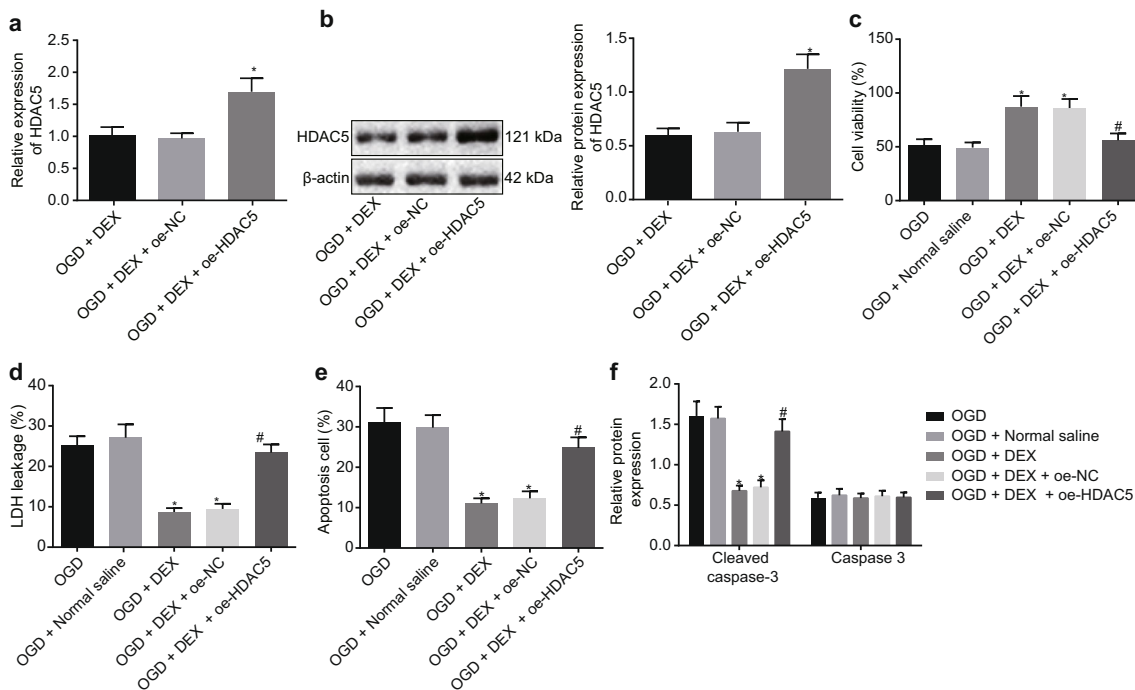 a
Relative expression
of HDAC5
2.5
2.0
1.5
1.0
0.5
0.0
*
OGD + DEX
OGD + DEX + oe-NC
OGD + DEX + oe-HDAC5
b
HDAC5
121 kDa
β-actin
42 kDa
OGD + DEX
OGD + DEX + oe-NC
OGD + DEX + oe-HDAC5
Relative protein expression
of HDAC5
1.5
1.0
0.5
0.0
*
OGD + DEX
OGD + DEX + oe-NC
OGD + DEX + oe-HDAC5
c
Cell viability (%)
150
100
50
0
*
*
#
OGD
OGD + Normal saline
OGD + DEX
OGD + DEX + oe-NC
OGD + DEX + oe-HDAC5
d
LDH leakage (%)
40
30
20
10
0
*
*
#
OGD
OGD + Normal saline
OGD + DEX
OGD + DEX + oe-NC
OGD + DEX + oe-HDAC5
e
Apoptosis cell (%)
40
30
20
10
0
*
*
#
OGD
OGD + Normal saline
OGD + DEX
OGD + DEX + oe-NC
OGD + DEX + oe-HDAC5
f
Relative protein
expression
2.0
1.5
1.0
0.5
0.0
*
*
#
Cleaved
caspase-3
Caspase 3
OGD
OGD + Normal saline
OGD + DEX
OGD + DEX + oe-NC
OGD + DEX + oe-HDAC5